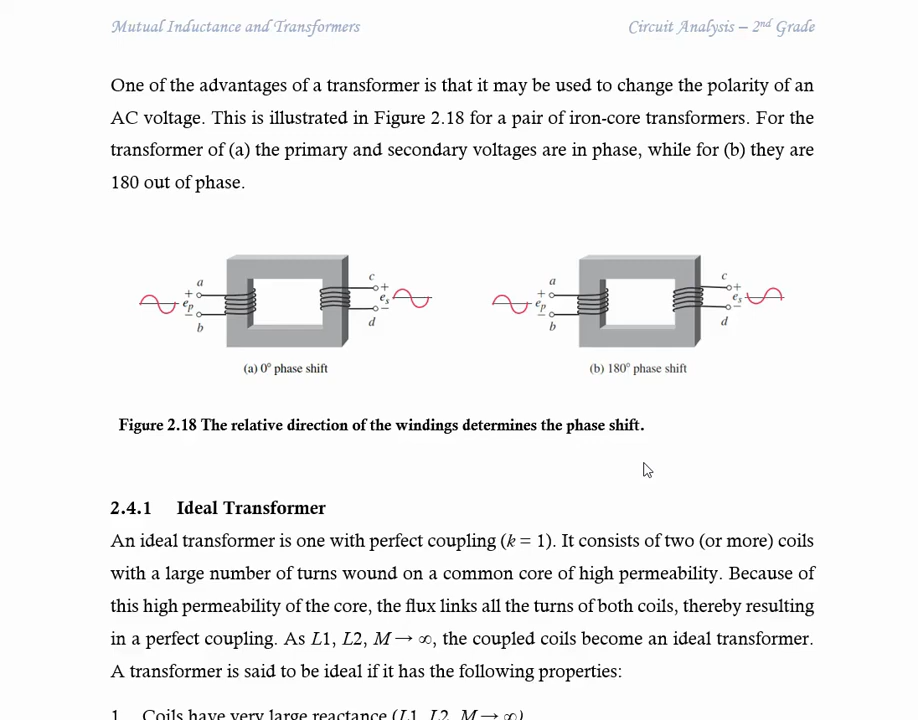 Mutual Inductance and Transformers
Circuit Analysis – 2nd Grade
One of the advantages of a transformer is that it may be used to change the polarity of an
AC voltage. This is illustrated in Figure 2.18 for a pair of iron-core transformers. For the
transformer of (a) the primary and secondary voltages are in phase, while for (b) they are
180 out of phase.
a
+
ep
−
b
c
+
es
−
d
(a) 0° phase shift
a
+
ep
−
b
c
+
es
−
d
(b) 180° phase shift
Figure 2.18 The relative direction of the windings determines the phase shift.
2.4.1 Ideal Transformer
An ideal transformer is one with perfect coupling (k = 1). It consists of two (or more) coils
with a large number of turns wound on a common core of high permeability. Because of
this high permeability of the core, the flux links all the turns of both coils, thereby resulting
in a perfect coupling. As L1, L2, M → ∞, the coupled coils become an ideal transformer.
A transformer is said to be ideal if it has the following properties:
1. Coils have very large reactance (L1, L2, M → ∞)